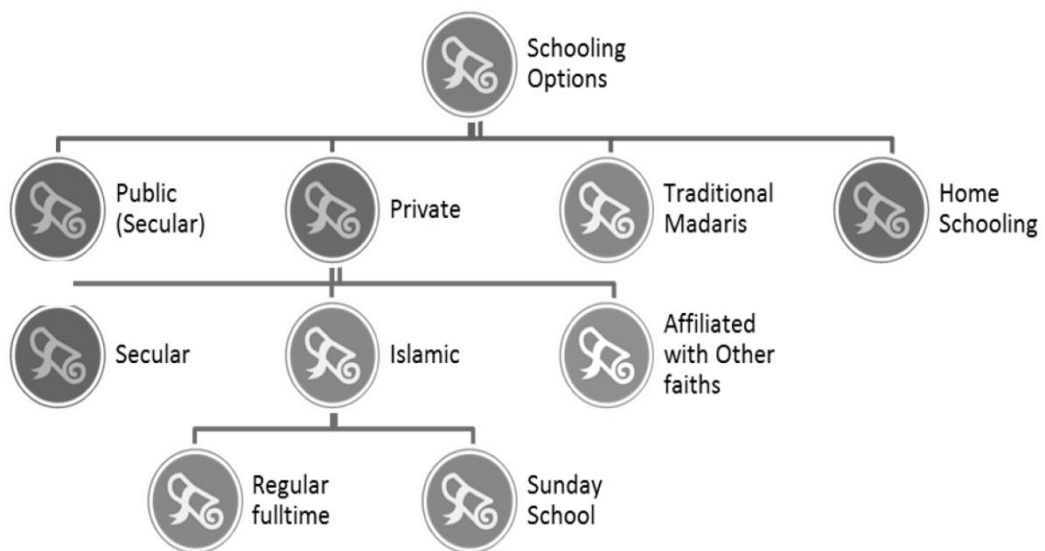 Schooling
Options
Public
(Secular)
Private
Traditional
Madaris
Home
Schooling
Secular
Islamic
Affiliated
with Other
faiths
Regular
fulltime
Sunday
School